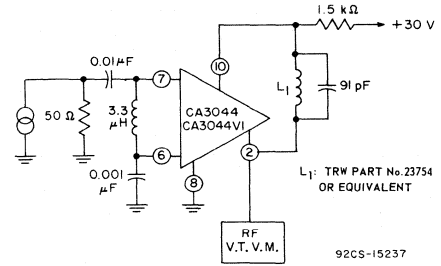 1.5 kΩ
+30 V
0.01 µF
10
7
50 Ω
3.3
µH
CA3044
CA3044V1
L1
91 pF
6
2
0.001
µF
8
L1: TRW PART No. 23754
OR EQUIVALENT
RF
V.T.V.M.
92CS-15237